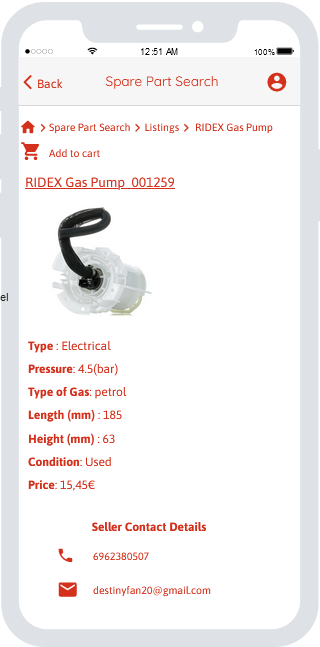 12:51 AM
100%
Back
Spare Part Search
Spare Part Search
Listings
RIDEX Gas Pump
Add to cart
RIDEX Gas Pump_001259
el
Type : Electrical
Pressure: 4.5(bar)
Type of Gas: petrol
Length (mm) : 185
Height (mm) : 63
Condition: Used
Price: 15,45€
Seller Contact Details
6962380507
destinyfan20@gmail.com